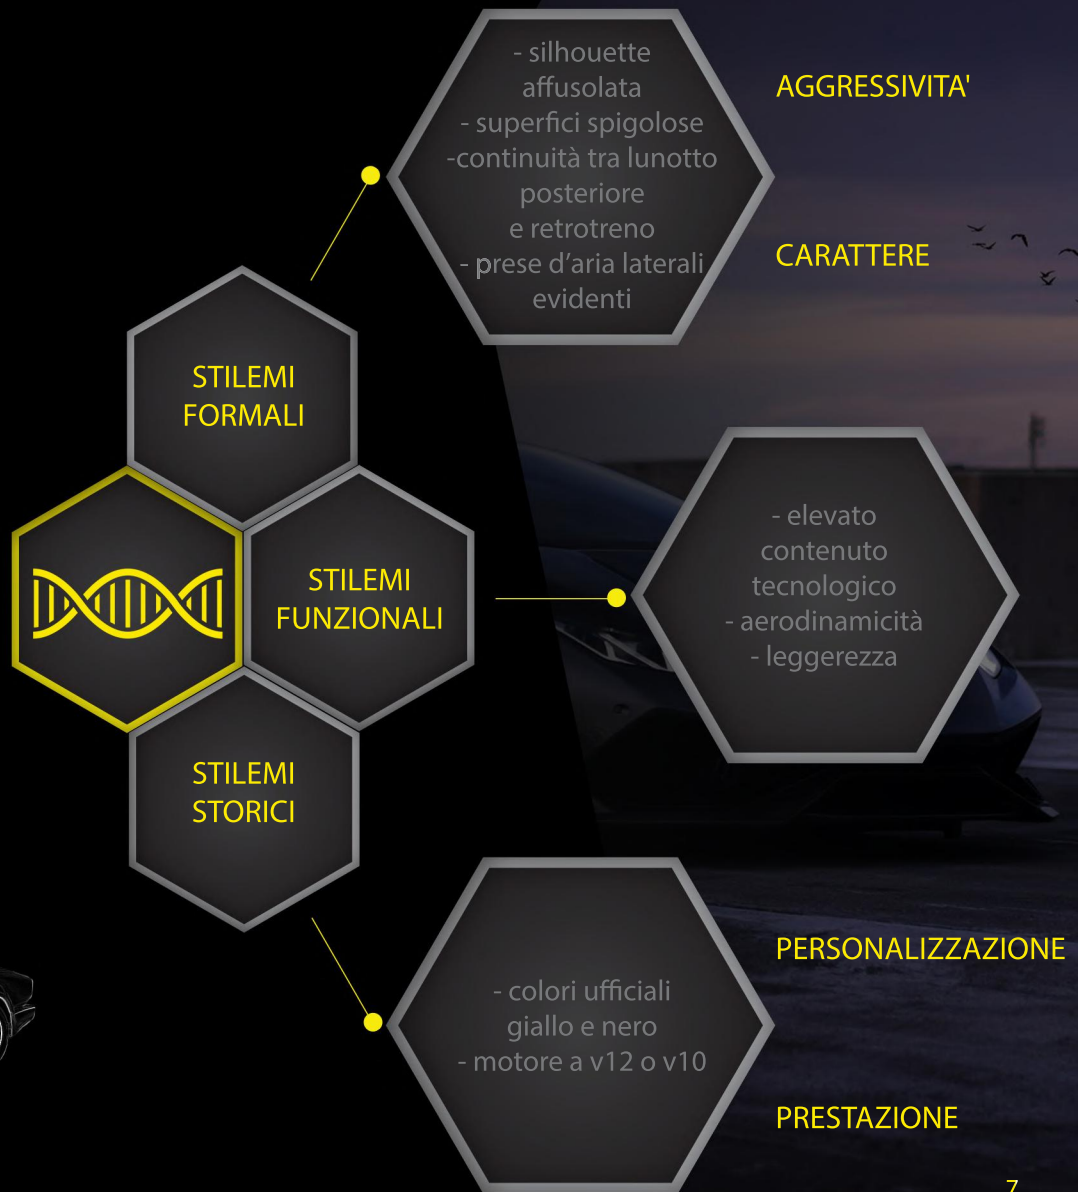 - silhouette
affusolata
- superfici spigolose
-continuità tra lunotto
posteriore
e retrotreno
- prese d’aria laterali
evidenti
AGGRESSIVITA'
CARATTERE
STILEMI
FORMALI
STILEMI
FUNZIONALI
- elevato
contenuto
tecnologico
- aerodinamicità
- leggerezza
STILEMI
STORICI
- colori ufficiali
giallo e nero
- motore a v12 o v10
PERSONALIZZAZIONE
PRESTAZIONE
7